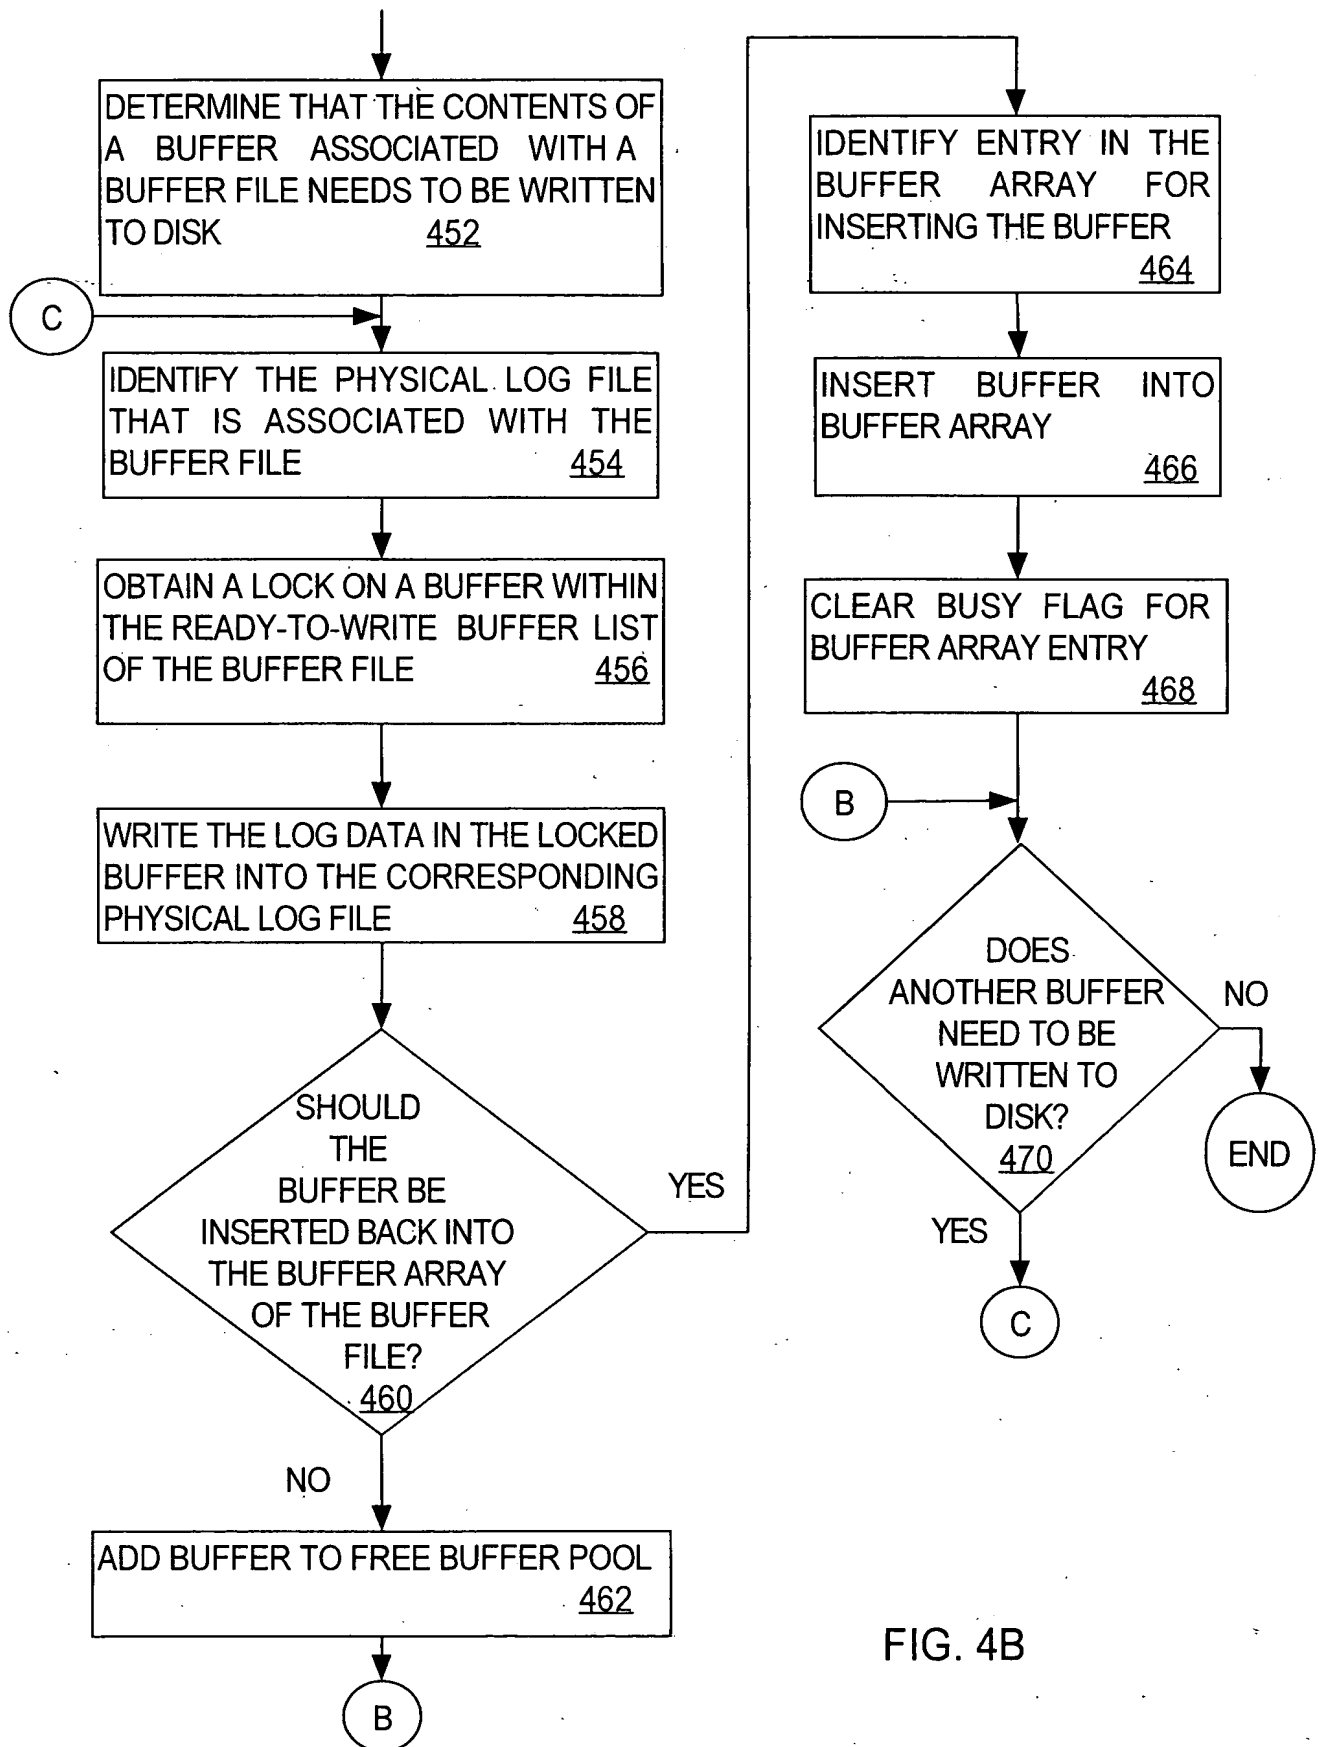 DETERMINE THAT THE CONTENTS OF
A BUFFER ASSOCIATED WITH A
BUFFER FILE NEEDS TO BE WRITTEN
TO DISK 452
C
IDENTIFY THE PHYSICAL LOG FILE
THAT IS ASSOCIATED WITH THE
BUFFER FILE 454
OBTAIN A LOCK ON A BUFFER WITHIN
THE READY-TO-WRITE BUFFER LIST
OF THE BUFFER FILE 456
WRITE THE LOG DATA IN THE LOCKED
BUFFER INTO THE CORRESPONDING
PHYSICAL LOG FILE 458
SHOULD
THE
BUFFER BE
INSERTED BACK INTO
THE BUFFER ARRAY
OF THE BUFFER
FILE?
460
YES
NO
ADD BUFFER TO FREE BUFFER POOL
462
B
IDENTIFY ENTRY IN THE
BUFFER ARRAY FOR
INSERTING THE BUFFER
464
INSERT BUFFER INTO
BUFFER ARRAY
466
CLEAR BUSY FLAG FOR
BUFFER ARRAY ENTRY
468
B
DOES
ANOTHER BUFFER
NEED TO BE
WRITTEN TO
DISK?
470
NO
END
YES
C
FIG. 4B